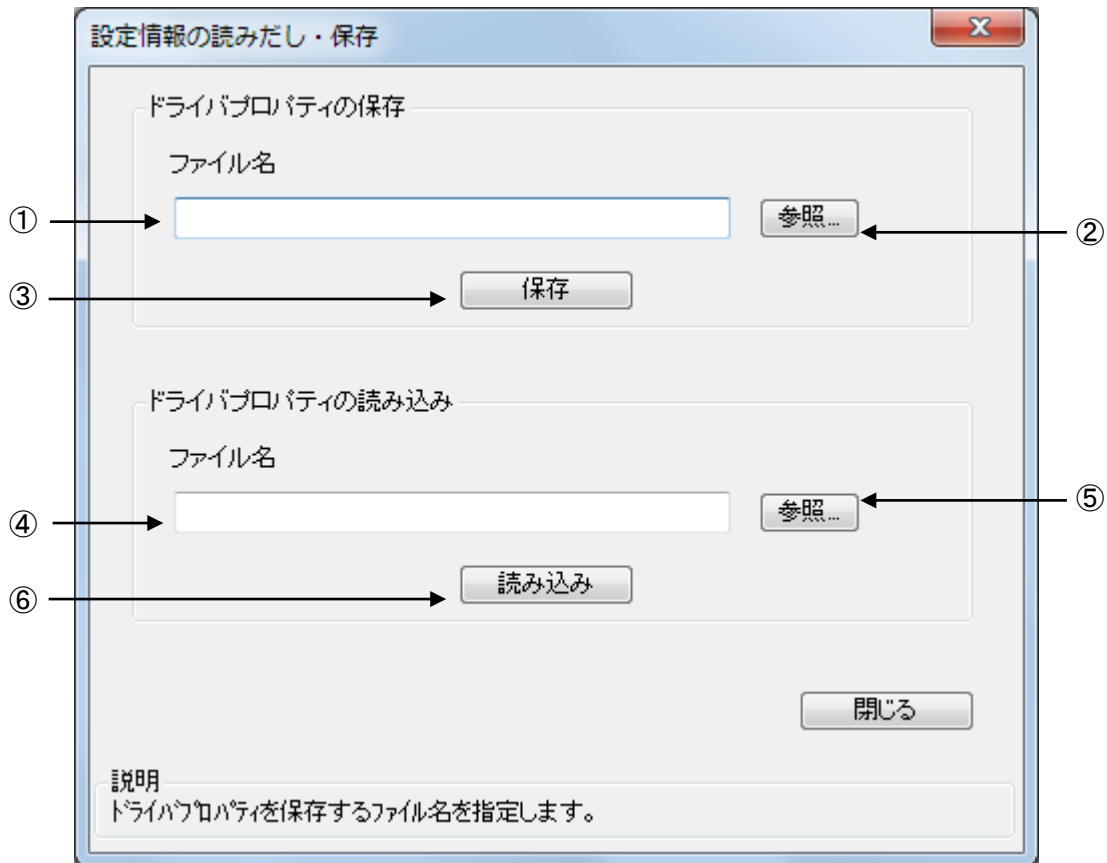 設定情報の読みだし・保存
ドライバプロパティの保存
ファイル名
①
参照...
②
③
保存
ドライバプロパティの読み込み
ファイル名
④
参照...
⑤
⑥
読み込み
閉じる
説明
ドライバプロパティを保存するファイル名を指定します。